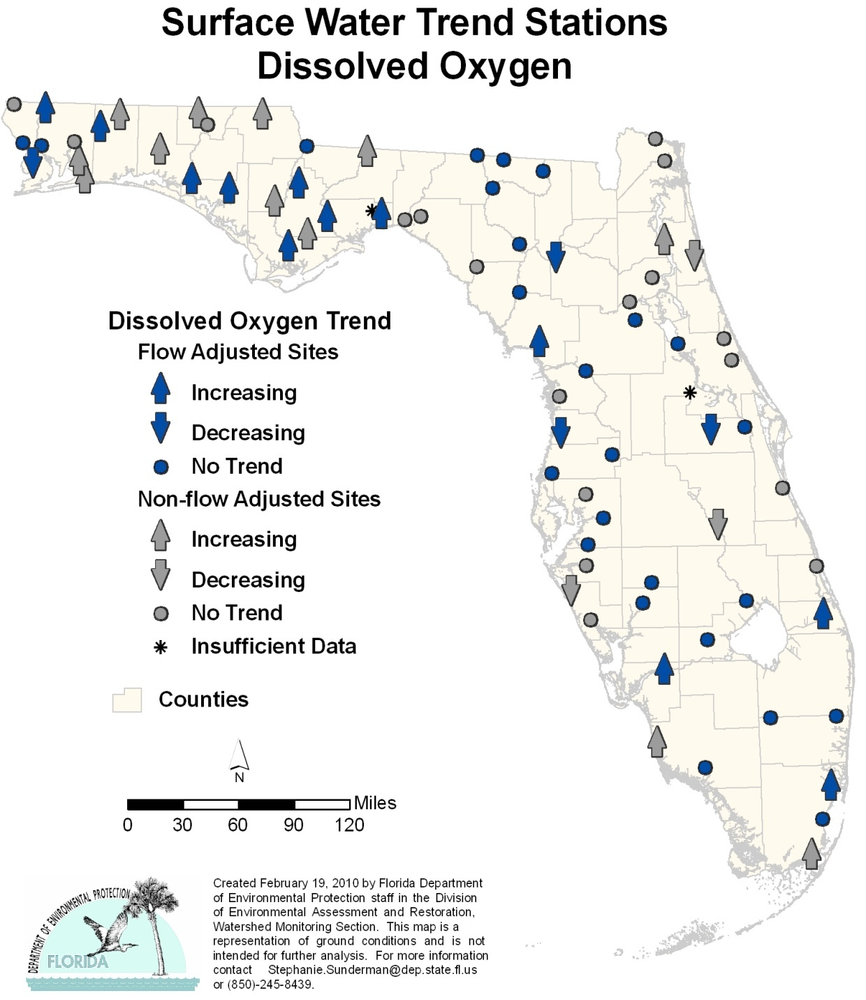 Surface Water Trend Stations
Dissolved Oxygen
Dissolved Oxygen Trend
Flow Adjusted Sites
Increasing
Decreasing
No Trend
Non-flow Adjusted Sites
Increasing
Decreasing
No Trend
Insufficient Data
Counties
N
Miles
0 30 60 90 120
DEPARTMENT OF ENVIRONMENTAL PROTECTION
FLORIDA
Created February 19, 2010 by Florida Department
of Environmental Protection staff in the Division
of Environmental Assessment and Restoration,
Watershed Monitoring Section. This map is a
representation of ground conditions and is not
intended for further analysis. For more information
contact Stephanie.Sunderman@dep.state.fl.us
or (850)-245-8439.